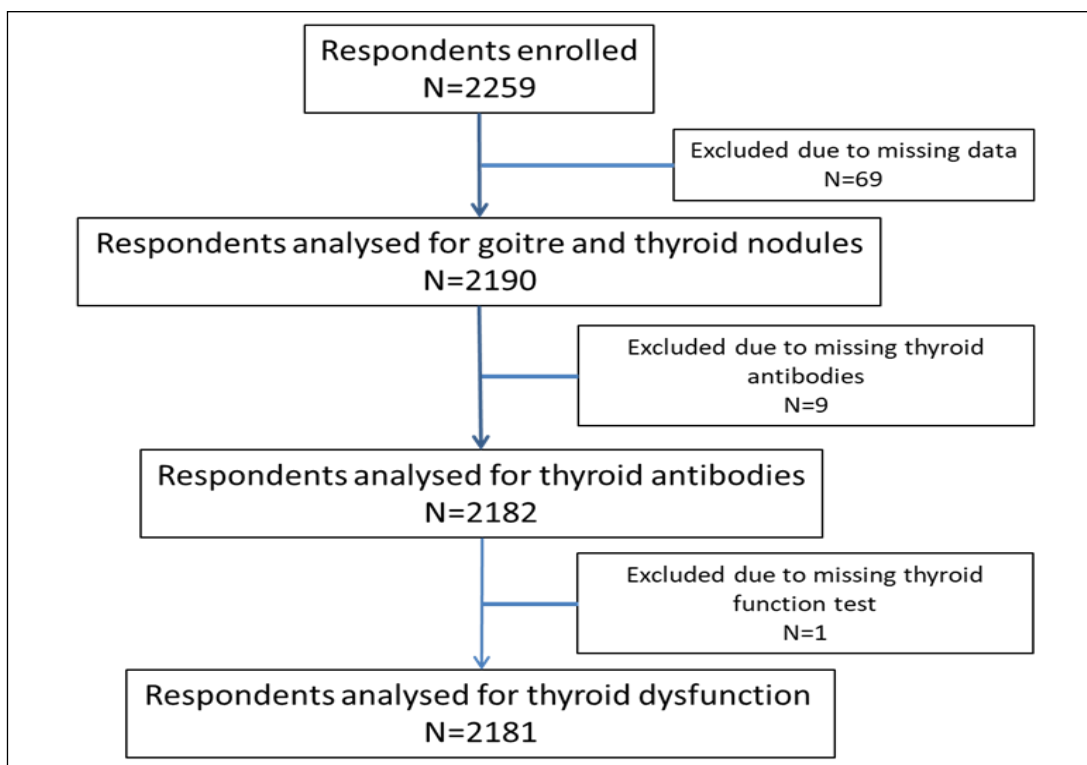 Respondents enrolled
N=2259
Excluded due to missing data
N=69
Respondents analysed for goitre and thyroid nodules
N=2190
Excluded due to missing thyroid
antibodies
N=9
Respondents analysed for thyroid antibodies
N=2182
Excluded due to missing thyroid
function test
N=1
Respondents analysed for thyroid dysfunction
N=2181